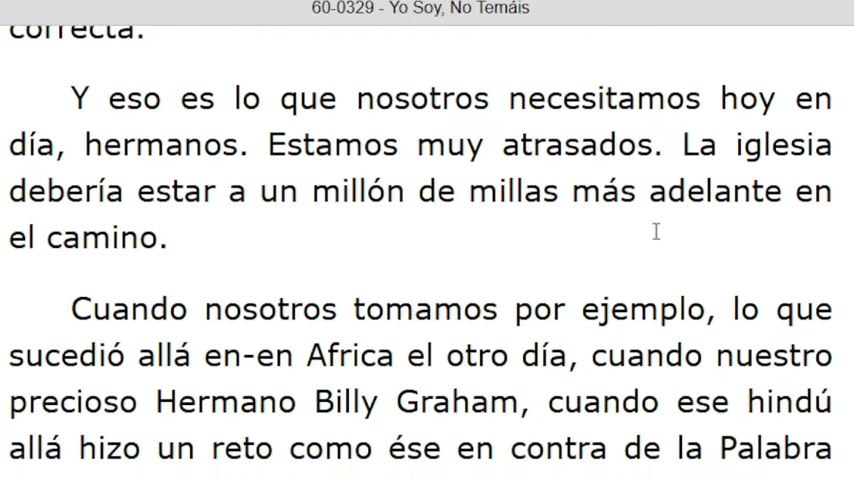 60-0329 - Yo Soy, No Temáis
correcta.
Y eso es lo que nosotros necesitamos hoy en
día, hermanos. Estamos muy atrasados. La iglesia
debería estar a un millón de millas más adelante en
el camino.
Cuando nosotros tomamos por ejemplo, lo que
sucedió allá en-en Africa el otro día, cuando nuestro
precioso Hermano Billy Graham, cuando ese hindú
allá hizo un reto como ése en contra de la Palabra